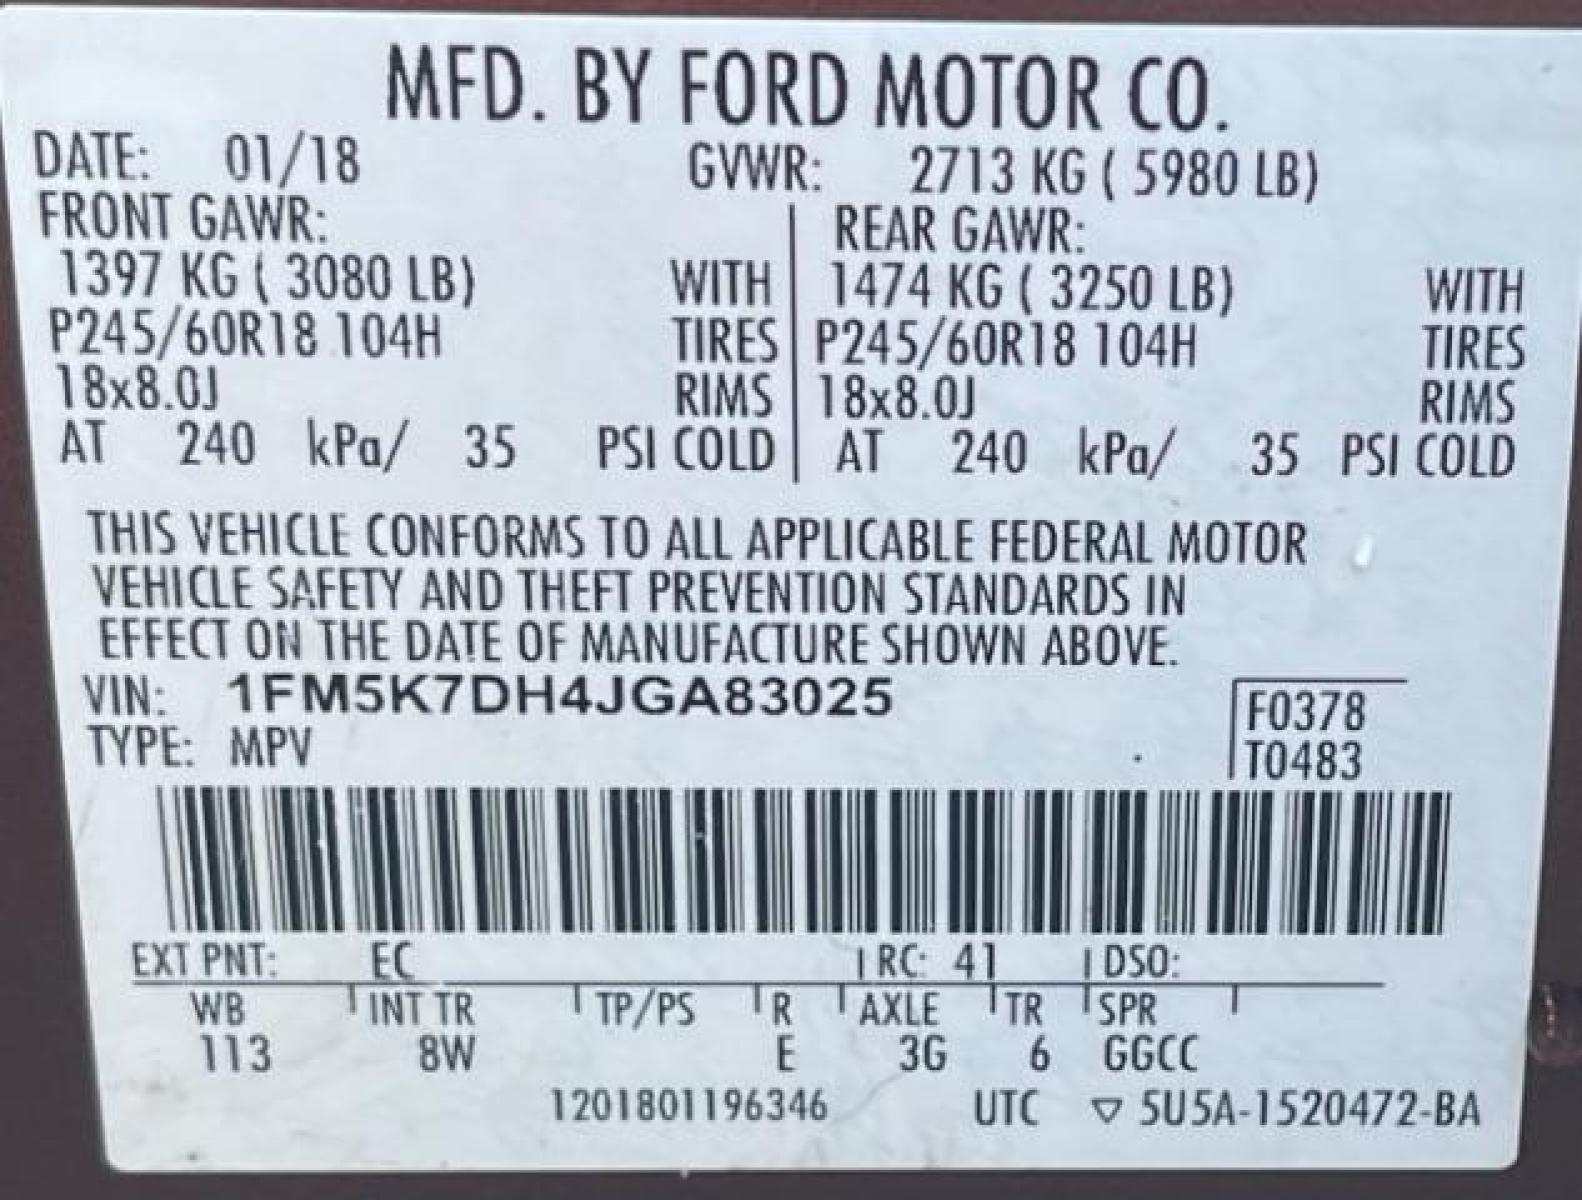 MFD. BY FORD MOTOR CO.
DATE: 01/18 GVWR: 2713 KG ( 5980 LB)
FRONT GAWR: REAR GAWR:
1397 KG ( 3080 LB) WITH 1474 KG ( 3250 LB) WITH
P245/60R18 104H TIRES P245/60R18 104H TIRES
18x8.0J RIMS 18x8.0J RIMS
AT 240 kPa/ 35 PSI COLD AT 240 kPa/ 35 PSI COLD
THIS VEHICLE CONFORMS TO ALL APPLICABLE FEDERAL MOTOR
VEHICLE SAFETY AND THEFT PREVENTION STANDARDS IN
EFFECT ON THE DATE OF MANUFACTURE SHOWN ABOVE.
VIN: 1FM5K7DH4JGA83025 F0378
TYPE: MPV T0483
EXT PNT: EC RC: 41 DSO:
WB INT TR TP/PS R AXLE TR SPR
113 8W E 3G 6 GGCC
1201801196346 UTC ▽ 5U5A-1520472-BA